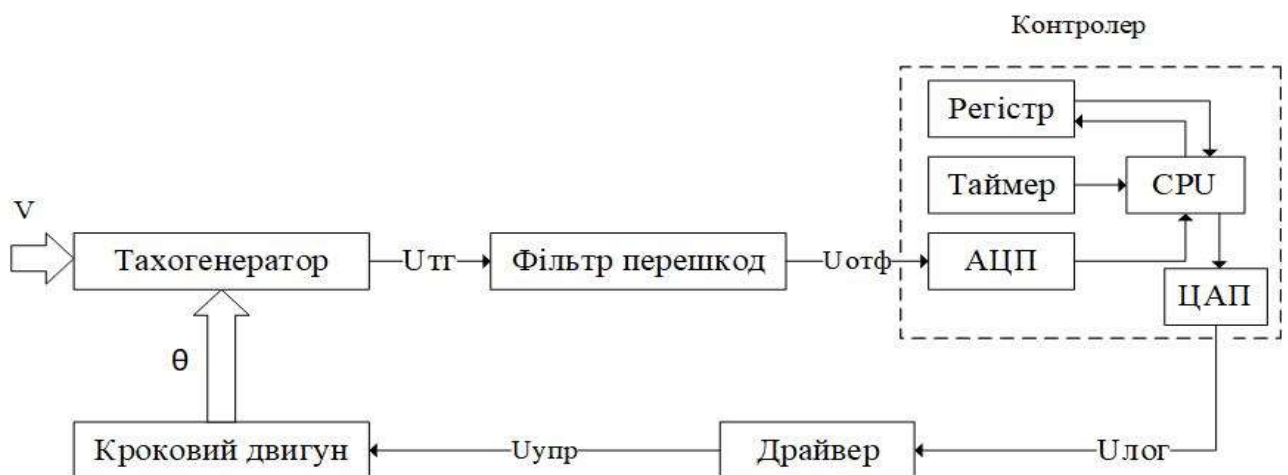 Контролер
Регістр
Таймер
CPU
V
Тахогенератор
Uтг
Фільтр перешкод
Uотф
АЦП
ЦАП
θ
Кроковий двигун
Uупр
Драйвер
Uлог